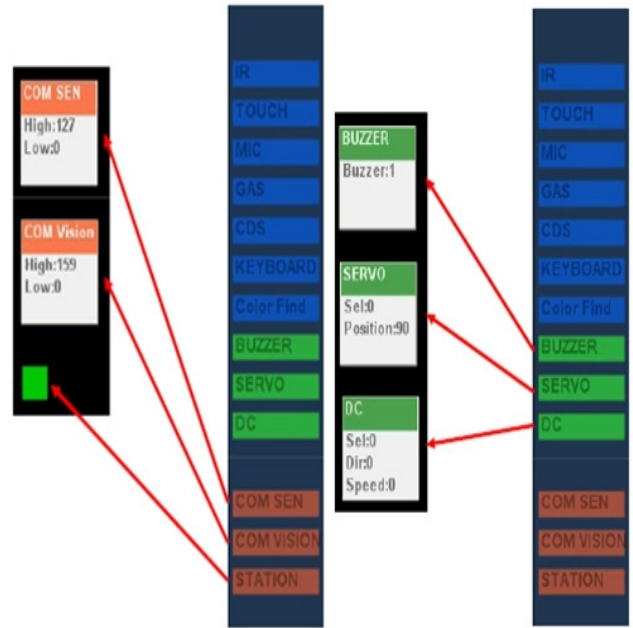 COM SEN
High:127
Low:0
COM Vision
High:159
Low:0
IR
TOUCH
MIC
GAS
CDS
KEYBOARD
Color Find
BUZZER
SERVO
DC
COM SEN
COM VISION
STATION
BUZZER
Buzzer:1
SERVO
Sel:0
Position:90
DC
Sel:0
Dir:0
Speed:0
IR
TOUCH
MIC
GAS
CDS
KEYBOARD
Color Find
BUZZER
SERVO
DC
COM SEN
COM VISION
STATION